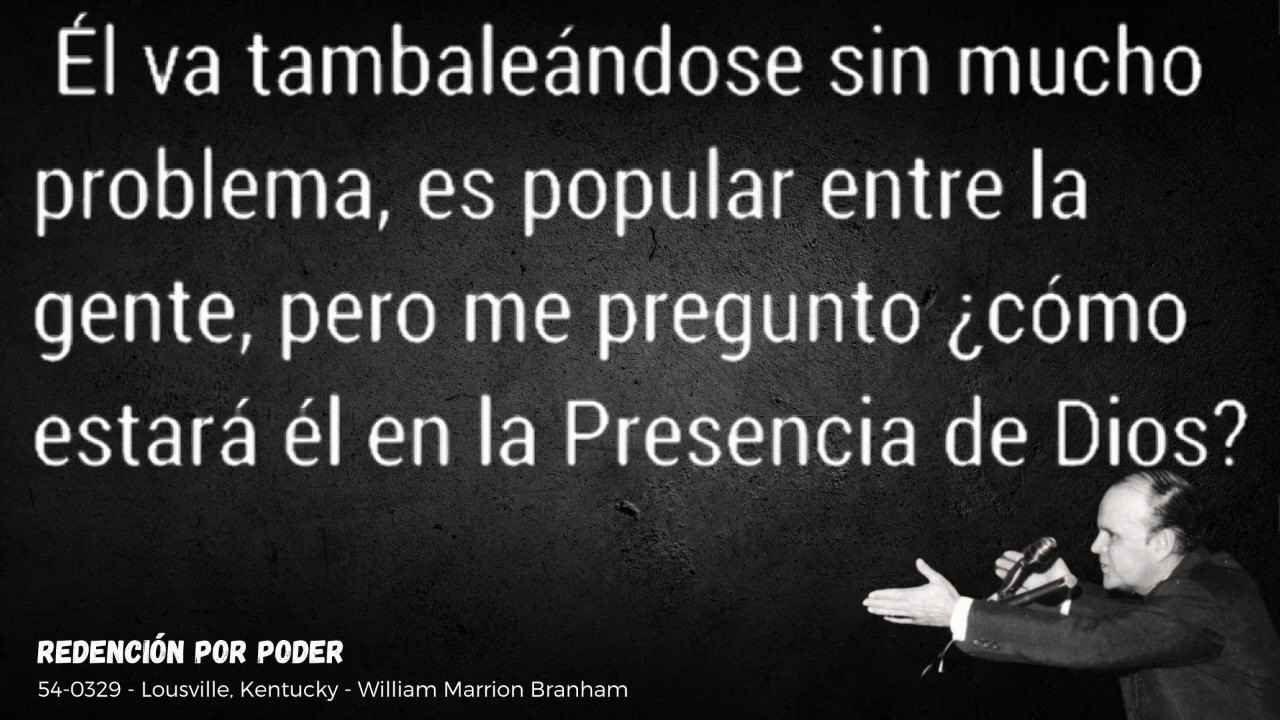 Él va tambaleándose sin mucho
problema, es popular entre la
gente, pero me pregunto ¿cómo
estará él en la Presencia de Dios?
REDENCIÓN POR PODER
54-0329 - Lousville, Kentucky - William Marrion Branham